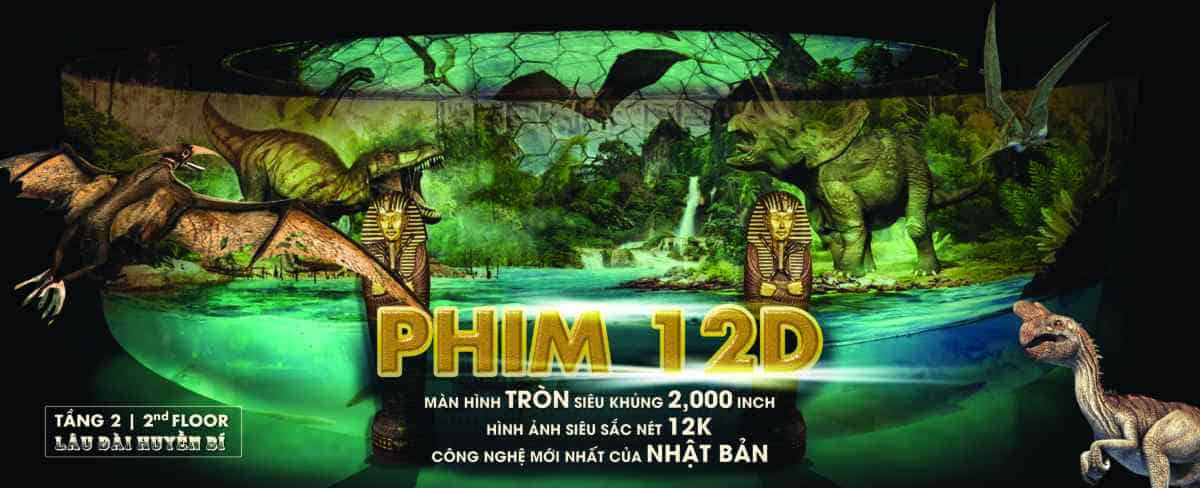 PHIM 12D
MÀN HÌNH TRÒN SIÊU KHỦNG 2,000 INCH
HÌNH ẢNH SIÊU SẮC NÉT 12K
CÔNG NGHỆ MỚI NHẤT CỦA NHẬT BẢN
TẦNG 2 | 2nd FLOOR
LÂU ĐÀI HUYỀN BÍ